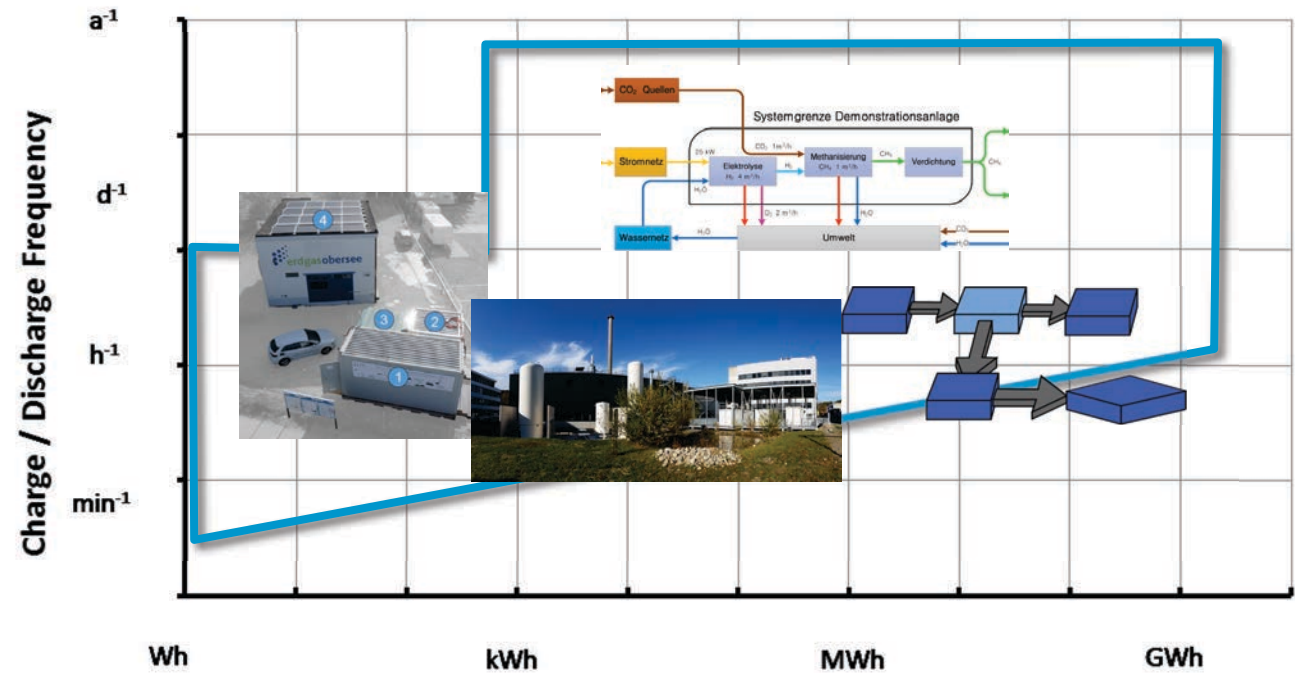 a⁻¹
d⁻¹
h⁻¹
min⁻¹
Charge / Discharge Frequency
Wh
kWh
MWh
GWh
CO₂ Quellen
Systemgrenze Demonstrationsanlage
CO₂ 1m³/h
Stromnetz
25 kW
Elektrolyse
H₂ 4 m³/h
H₂
Methanisierung
CH₄ 1 m³/h
CH₄
Verdichtung
CH₄
H₂O
O₂ 2 m³/h
H₂O
Wassernetz
H₂O
Umwelt
CO₂
H₂O
4
erdgasobersee
3
2
1